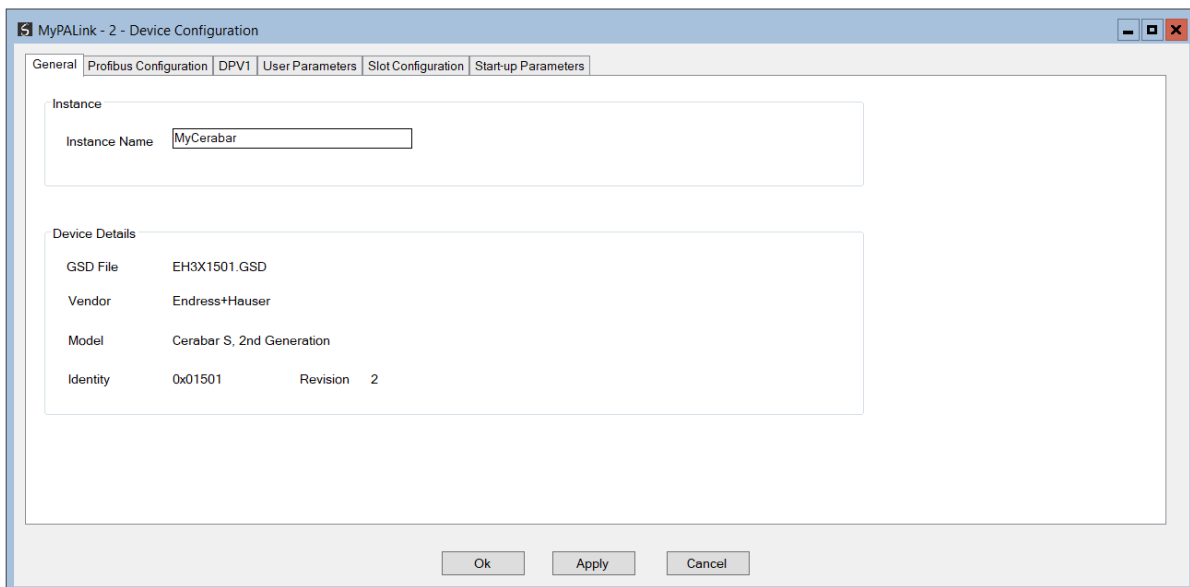 MyPALink - 2 - Device Configuration
General Profibus Configuration DPV1 User Parameters Slot Configuration Start-up Parameters
Instance
Instance Name MyCerabar
Device Details
GSD File EH3X1501.GSD
Vendor Endress+Hauser
Model Cerabar S, 2nd Generation
Identity 0x01501 Revision 2
Ok Apply Cancel